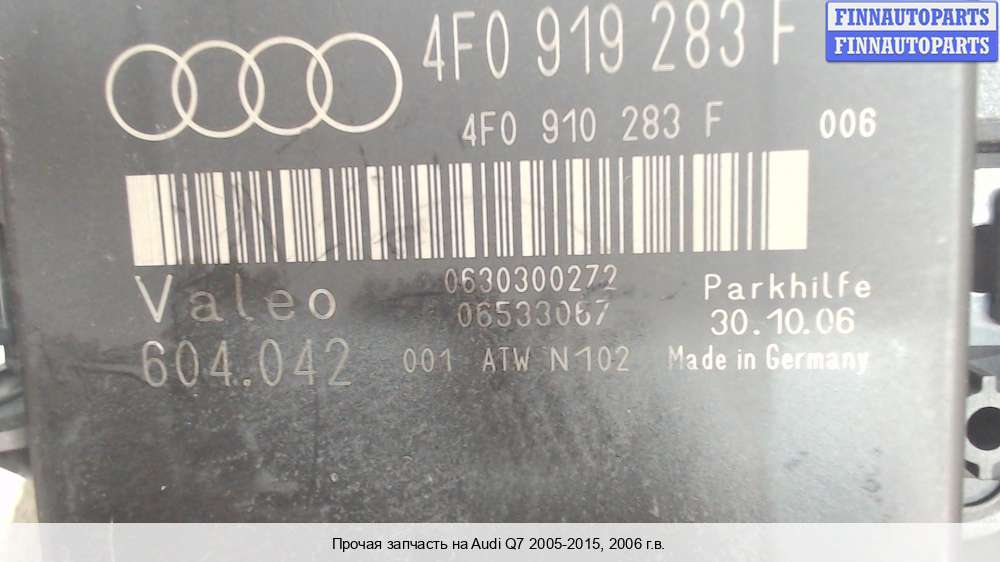 FINNAUTOPARTS
FINNAUTOPARTS
4F0 919 283 F
4F0 910 283 F 006
Valeo 0630300272 Parkhilfe
06533067 30.10.06
604.042 001 ATW N102 Made in Germany
Прочая запчасть на Audi Q7 2005-2015, 2006 г.в.